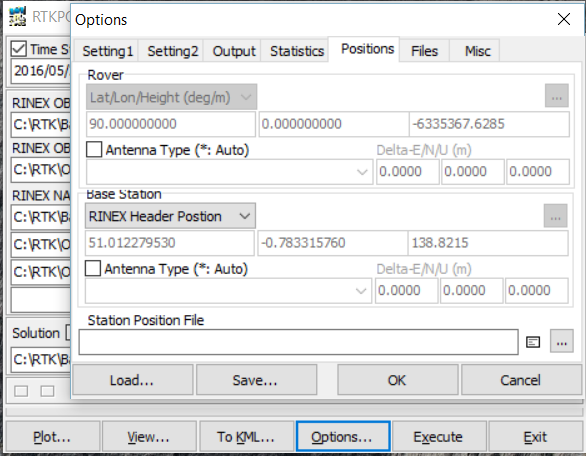 RTKPO
Options
Time S
2016/05/
RINEX OB
C:\RTK\Ba
RINEX OB
C:\RTK\O
RINEX NA
C:\RTK\Ba
C:\RTK\O
C:\RTK\O
Solution
C:\RTK\Ba
Setting1 Setting2 Output Statistics Positions Files Misc
Rover
Lat/Lon/Height (deg/m) ...
90.000000000 0.000000000 -6335367.6285
Antenna Type (*: Auto) Delta-E/N/U (m)
0.0000 0.0000 0.0000
Base Station
RINEX Header Postion ...
51.012279530 -0.783315760 138.8215
Antenna Type (*: Auto) Delta-E/N/U (m)
0.0000 0.0000 0.0000
Station Position File
...
Load... Save... OK Cancel
Plot... View... To KML... Options... Execute Exit